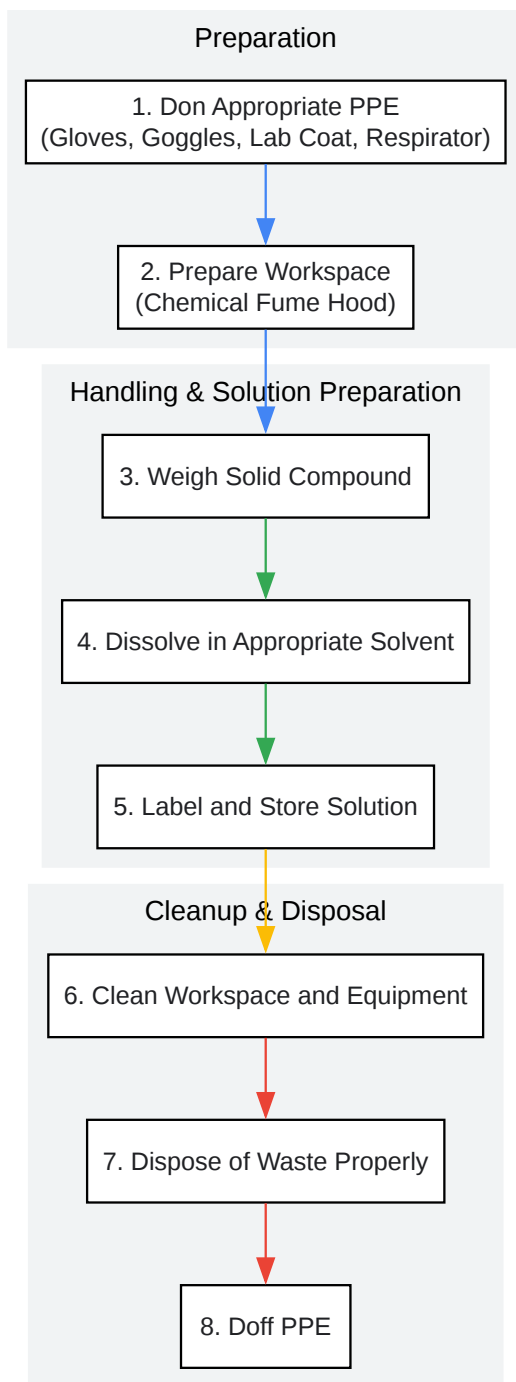 Preparation
1. Don Appropriate PPE
(Gloves, Goggles, Lab Coat, Respirator)
2. Prepare Workspace
(Chemical Fume Hood)
Handling & Solution Preparation
3. Weigh Solid Compound
4. Dissolve in Appropriate Solvent
5. Label and Store Solution
Cleanup & Disposal
6. Clean Workspace and Equipment
7. Dispose of Waste Properly
8. Doff PPE